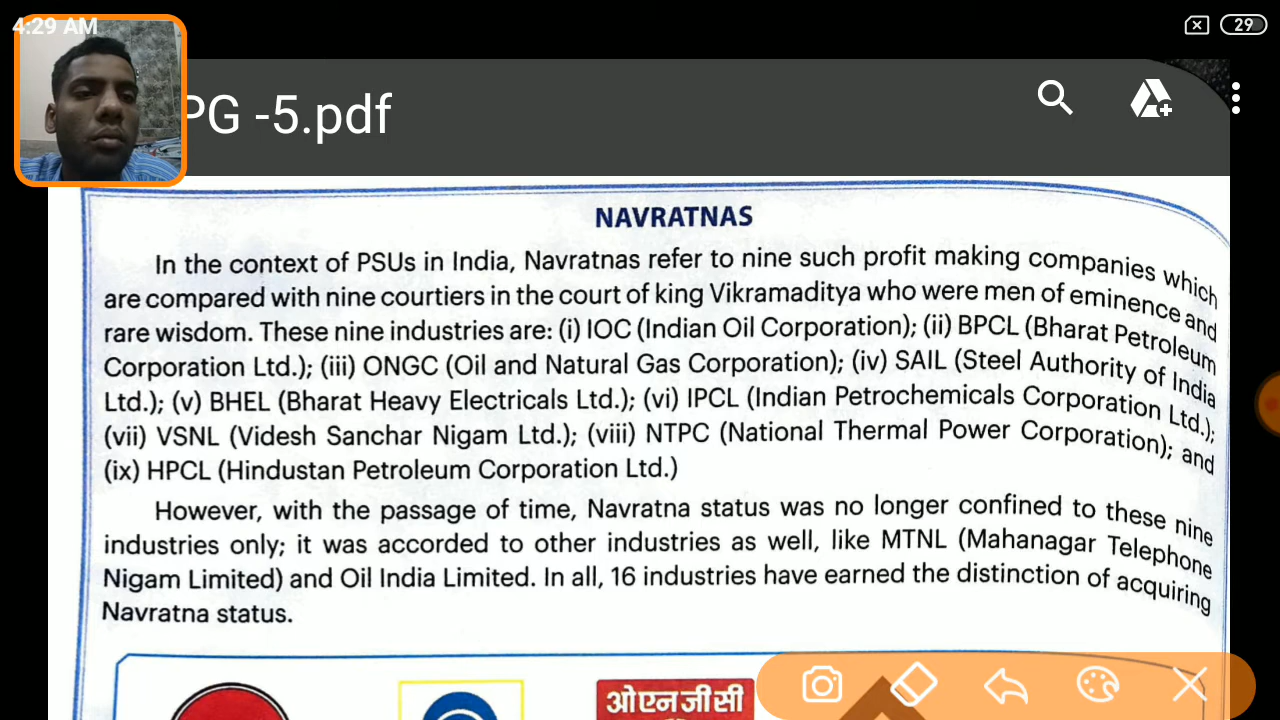 4:29 AM
29
PG -5.pdf
NAVRATNAS
In the context of PSUs in India, Navratnas refer to nine such profit making companies which
are compared with nine courtiers in the court of king Vikramaditya who were men of eminence and
rare wisdom. These nine industries are: (i) IOC (Indian Oil Corporation); (ii) BPCL (Bharat Petroleum
Corporation Ltd.); (iii) ONGC (Oil and Natural Gas Corporation); (iv) SAIL (Steel Authority of India
Ltd.); (v) BHEL (Bharat Heavy Electricals Ltd.); (vi) IPCL (Indian Petrochemicals Corporation Ltd.);
(vii) VSNL (Videsh Sanchar Nigam Ltd.); (viii) NTPC (National Thermal Power Corporation); and
(ix) HPCL (Hindustan Petroleum Corporation Ltd.)
However, with the passage of time, Navratna status was no longer confined to these nine
industries only; it was accorded to other industries as well, like MTNL (Mahanagar Telephone
Nigam Limited) and Oil India Limited. In all, 16 industries have earned the distinction of acquiring
Navratna status.
ओएनजीसी